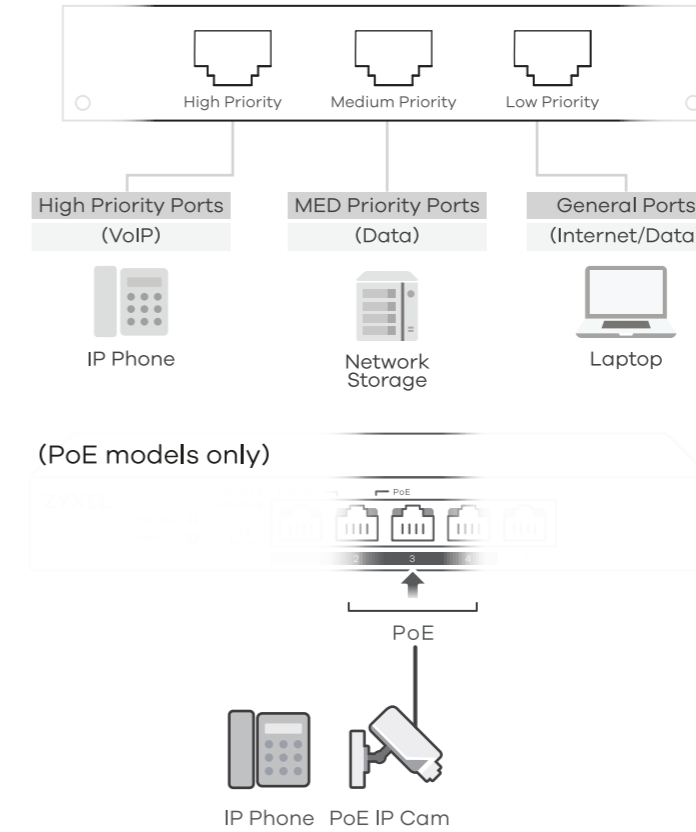 High Priority Medium Priority Low Priority
High Priority Ports MED Priority Ports General Ports
(VoIP) (Data) (Internet/Data
IP Phone Network Storage Laptop
(PoE models only)
PoE
2 3 4
PoE
IP Phone PoE IP Cam